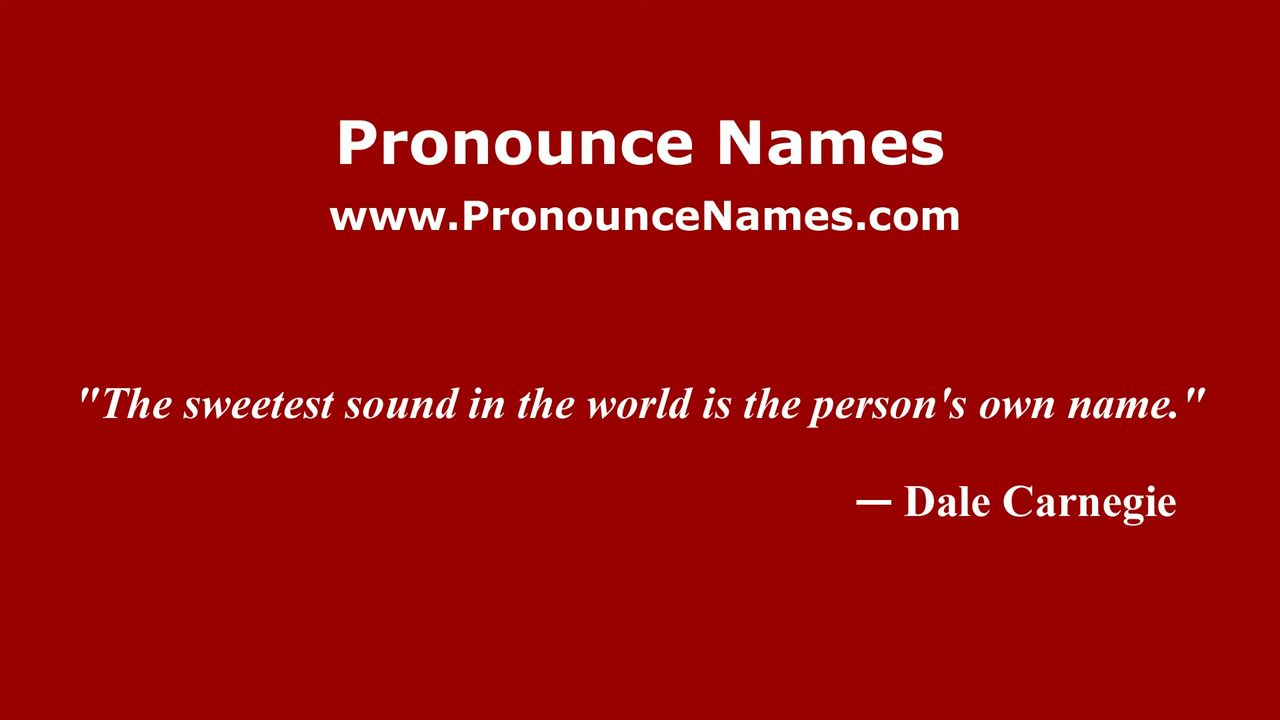 Pronounce Names
www.PronounceNames.com
"The sweetest sound in the world is the person's own name."
— Dale Carnegie